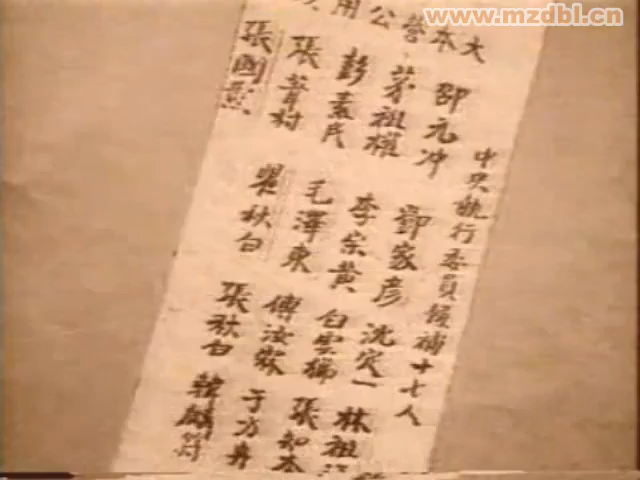 www.mzdbl.cn
大本營公用
中央執行委員候補十七人
邵元冲 鄧家彥 沈定一 林祖
茅祖權 李宗黃 白雲梯 張知本
彭素民 毛澤東 傅汝霖 于方舟
張葦村 瞿秋白 張秋白 韓麟符
張國燾